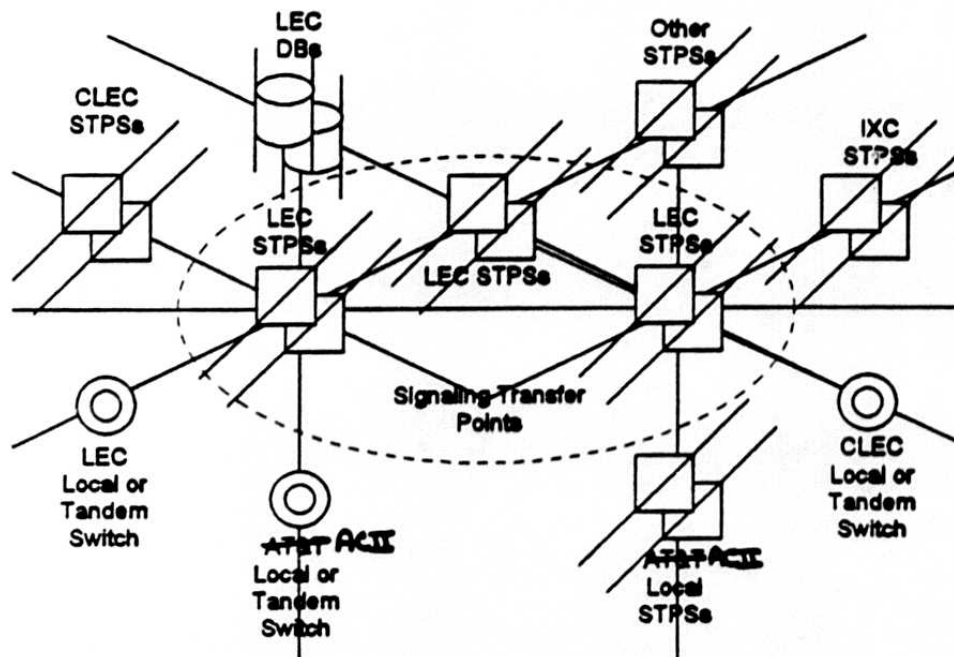 LEC
DBs
Other
STPSs
CLEC
STPSs
IXC
STPSs
LEC
STPSs
LEC
STPSs
LEC STPSs
Signaling Transfer
Points
LEC
Local or
Tandem
Switch
CLEC
Local or
Tandem
Switch
AT&T ACII
Local or
Tandem
Switch
AT&T ACII
Local
STPSs